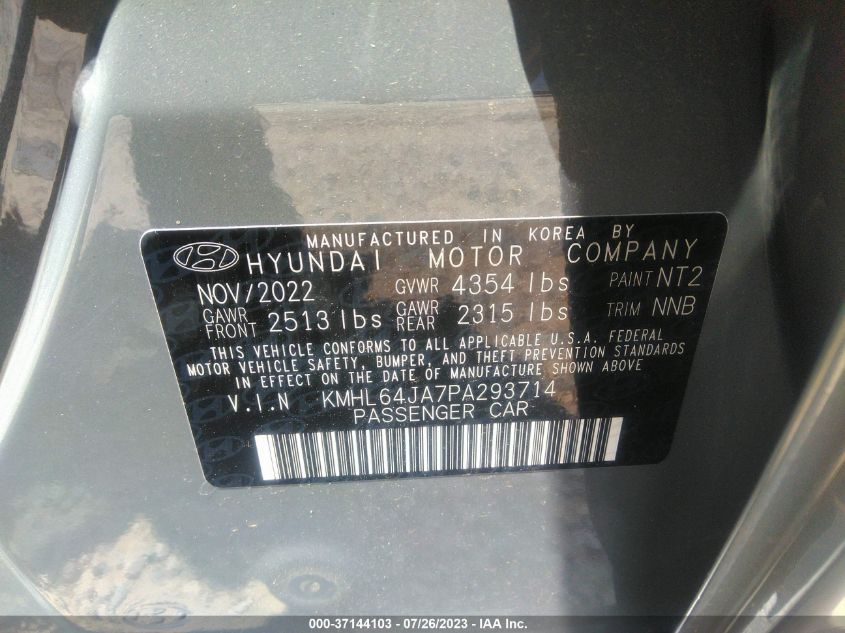 MANUFACTURED IN KOREA BY
HYUNDAI MOTOR COMPANY
NOV/2022 GVWR 4354 lbs PAINT NT2
GAWR FRONT 2513 lbs GAWR REAR 2315 lbs TRIM NNB
THIS VEHICLE CONFORMS TO ALL APPLICABLE U.S.A. FEDERAL
MOTOR VEHICLE SAFETY, BUMPER, AND THEFT PREVENTION STANDARDS
IN EFFECT ON THE DATE OF MANUFACTURE SHOWN ABOVE
V.I.N KMHL64JA7PA293714
PASSENGER CAR
000-37144103 - 07/26/2023 - IAA Inc.